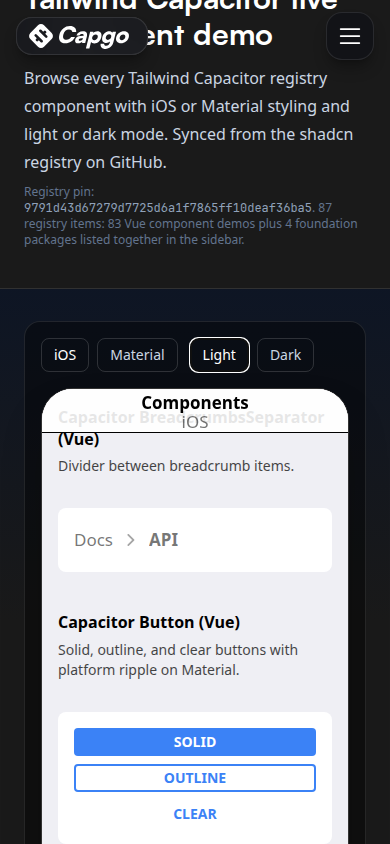 Tailwind Capacitor live
Capgo
ent demo
Browse every Tailwind Capacitor registry
component with iOS or Material styling and
light or dark mode. Synced from the shadcn
registry on GitHub.
Registry pin:
9791d43d67279d7725d6a1f7865ff10deaf36ba5. 87
registry items: 83 Vue component demos plus 4 foundation
packages listed together in the sidebar.
iOS
Material
Light
Dark
Components
Capacitor BreadcrumbsSeparator
iOS
(Vue)
Divider between breadcrumb items.
Docs
API
Capacitor Button (Vue)
Solid, outline, and clear buttons with
platform ripple on Material.
SOLID
OUTLINE
CLEAR